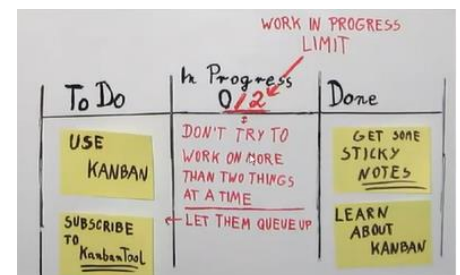 WORK IN PROGRESS
LIMIT
To Do
In Progress
0/2
Done
USE
KANBAN
SUBSCRIBE
TO
KanbanTool
DON'T TRY TO
WORK ON MORE
THAN TWO THINGS
AT A TIME
LET THEM QUEUE UP
GET SOME
STICKY
NOTES
LEARN
ABOUT
KANBAN